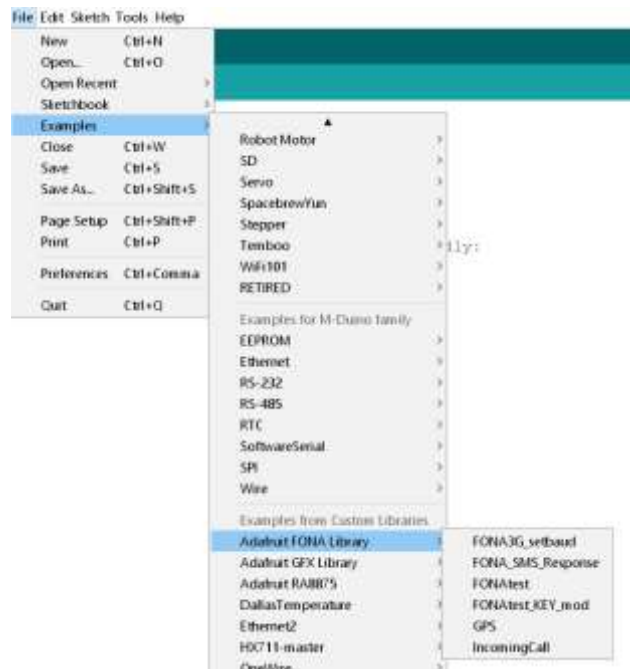 File Edit Sketch Tools Help
New Ctrl+N
Open... Ctrl+O
Open Recent
Sketchbook
Examples
Close Ctrl+W
Save Ctrl+S
Save As... Ctrl+Shift+S
Page Setup Ctrl+Shift+P
Print Ctrl+P
Preferences Ctrl+Comma
Quit Ctrl+Q
Robot Motor
SD
Servo
SpacebrewYun
Stepper
Temboo
WiFi101
RETIRED
ily:
Examples for M-Duino family
EEPROM
Ethernet
RS-232
RS-485
RTC
SoftwareSerial
SPI
Wire
Examples from Custom Libraries
Adafruit FONA Library
Adafruit GFX Library
Adafruit RA8875
DallasTemperature
Ethernet2
HX711-master
OneWire
FONA3G_setbaud
FONA_SMS_Response
FONAtest
FONAtest_KEY_mod
GPS
IncomingCall